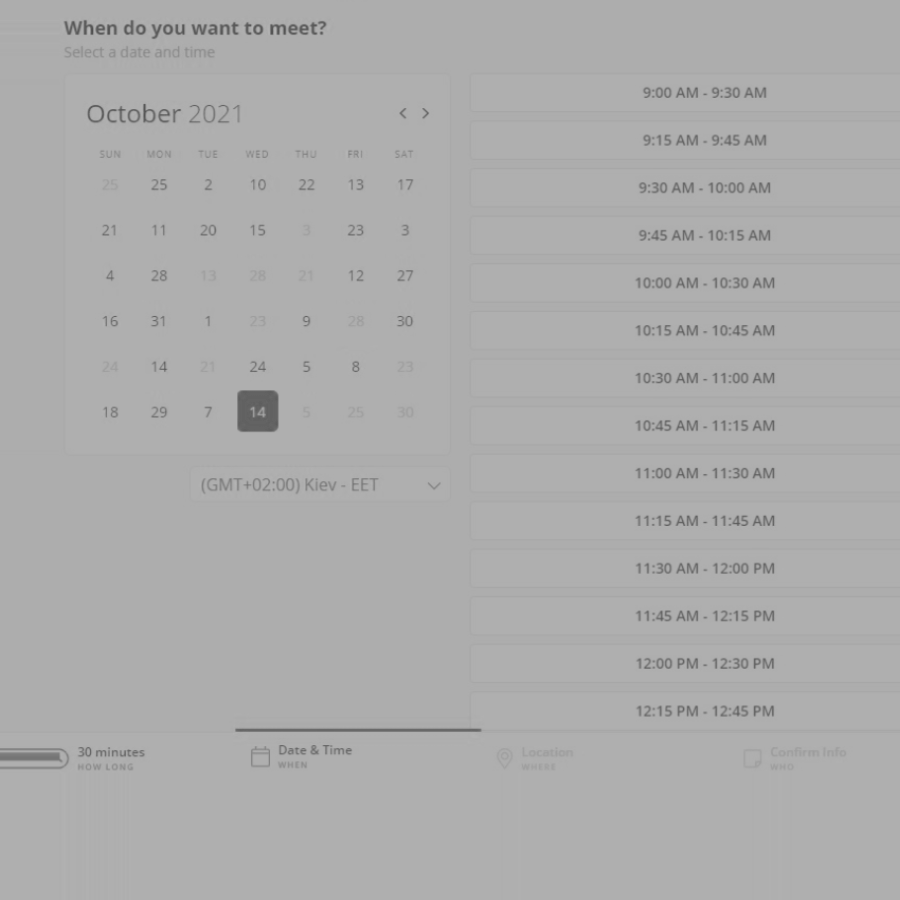 When do you want to meet?
Select a date and time
October 2021
SUN MON TUE WED THU FRI SAT
25 25 2 10 22 13 17
21 11 20 15 3 23 3
4 28 13 28 21 12 27
16 31 1 23 9 28 30
24 14 21 24 5 8 23
18 29 7 14 5 25 30
(GMT+02:00) Kiev - EET
9:00 AM - 9:30 AM
9:15 AM - 9:45 AM
9:30 AM - 10:00 AM
9:45 AM - 10:15 AM
10:00 AM - 10:30 AM
10:15 AM - 10:45 AM
10:30 AM - 11:00 AM
10:45 AM - 11:15 AM
11:00 AM - 11:30 AM
11:15 AM - 11:45 AM
11:30 AM - 12:00 PM
11:45 AM - 12:15 PM
12:00 PM - 12:30 PM
12:15 PM - 12:45 PM
30 minutes
HOW LONG
Date & Time
WHEN
Location
WHERE
Confirm Info
WHO